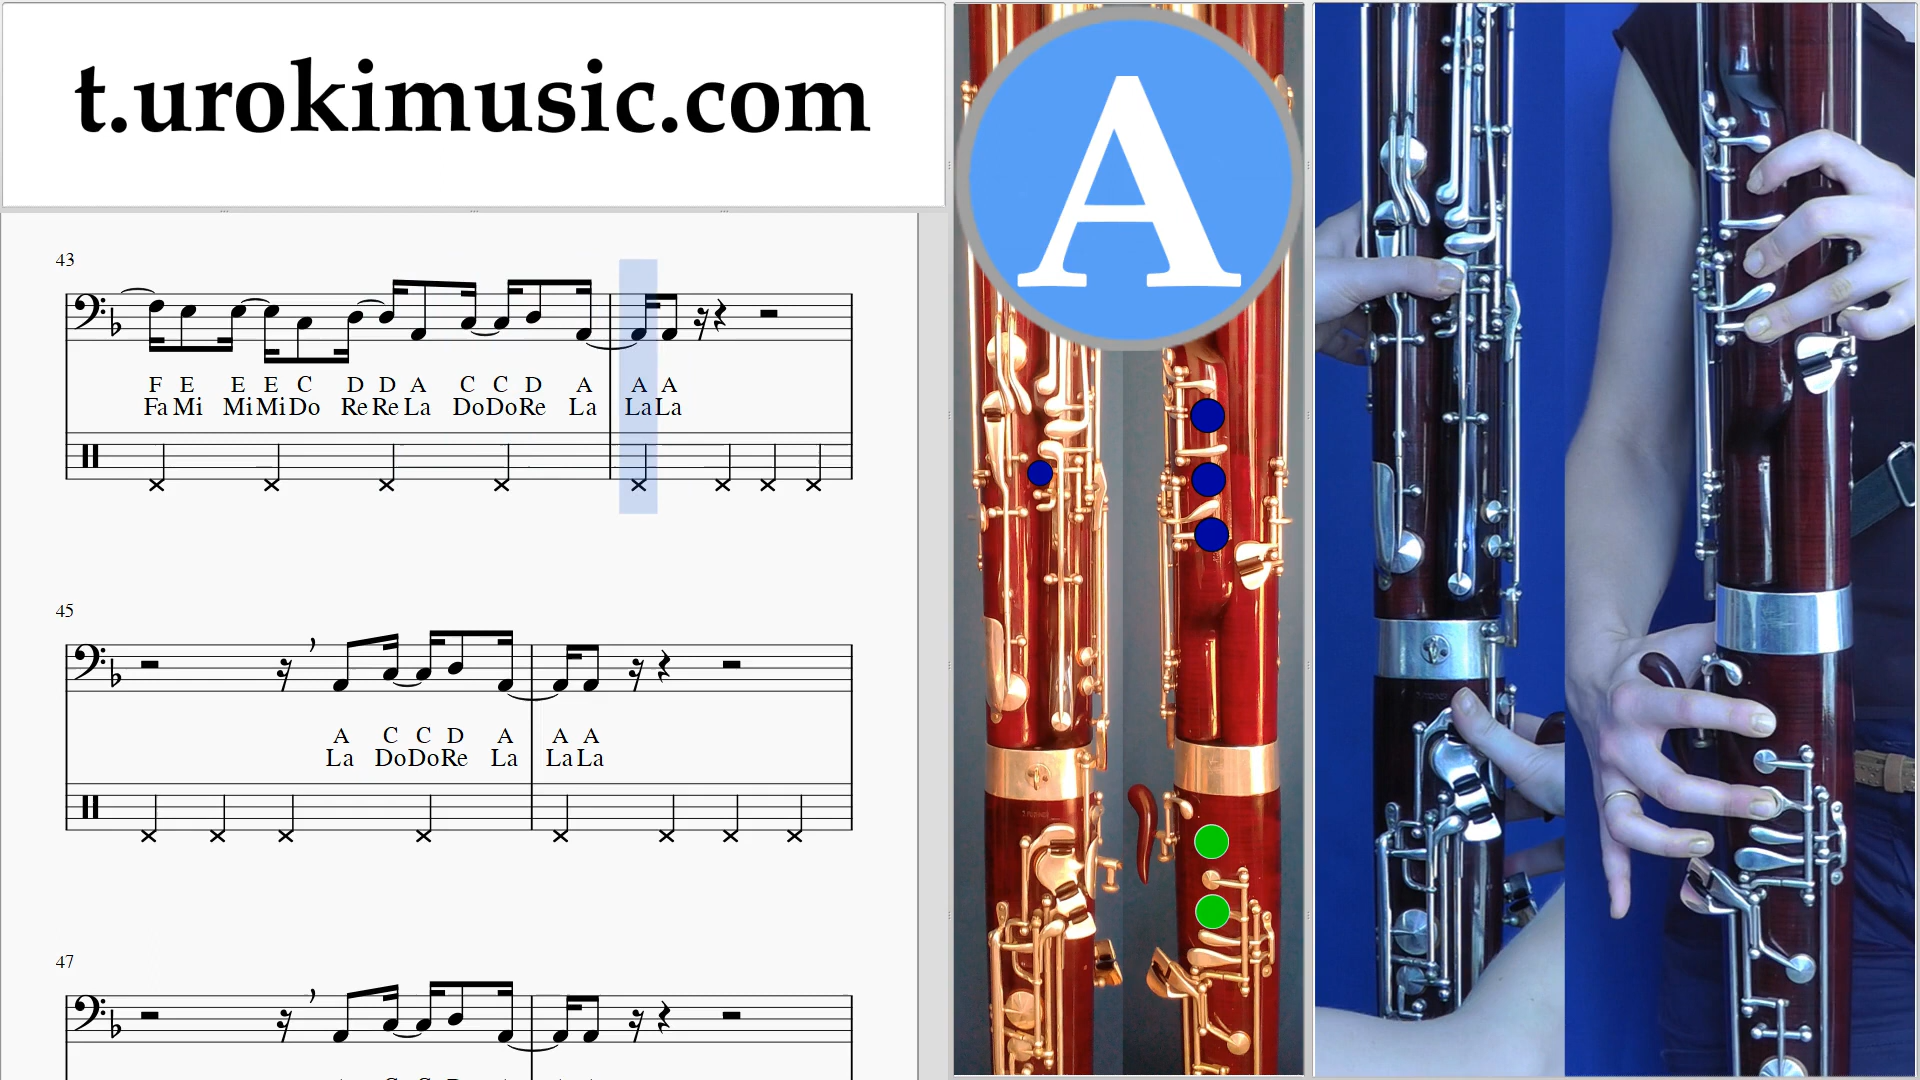 t.urokimusic.com
A
43
F E E E C D D A C C D A A A
Fa Mi Mi Mi Do Re Re La Do Do Re La La La
45
A C C D A A A
La Do Do Re La La La
47